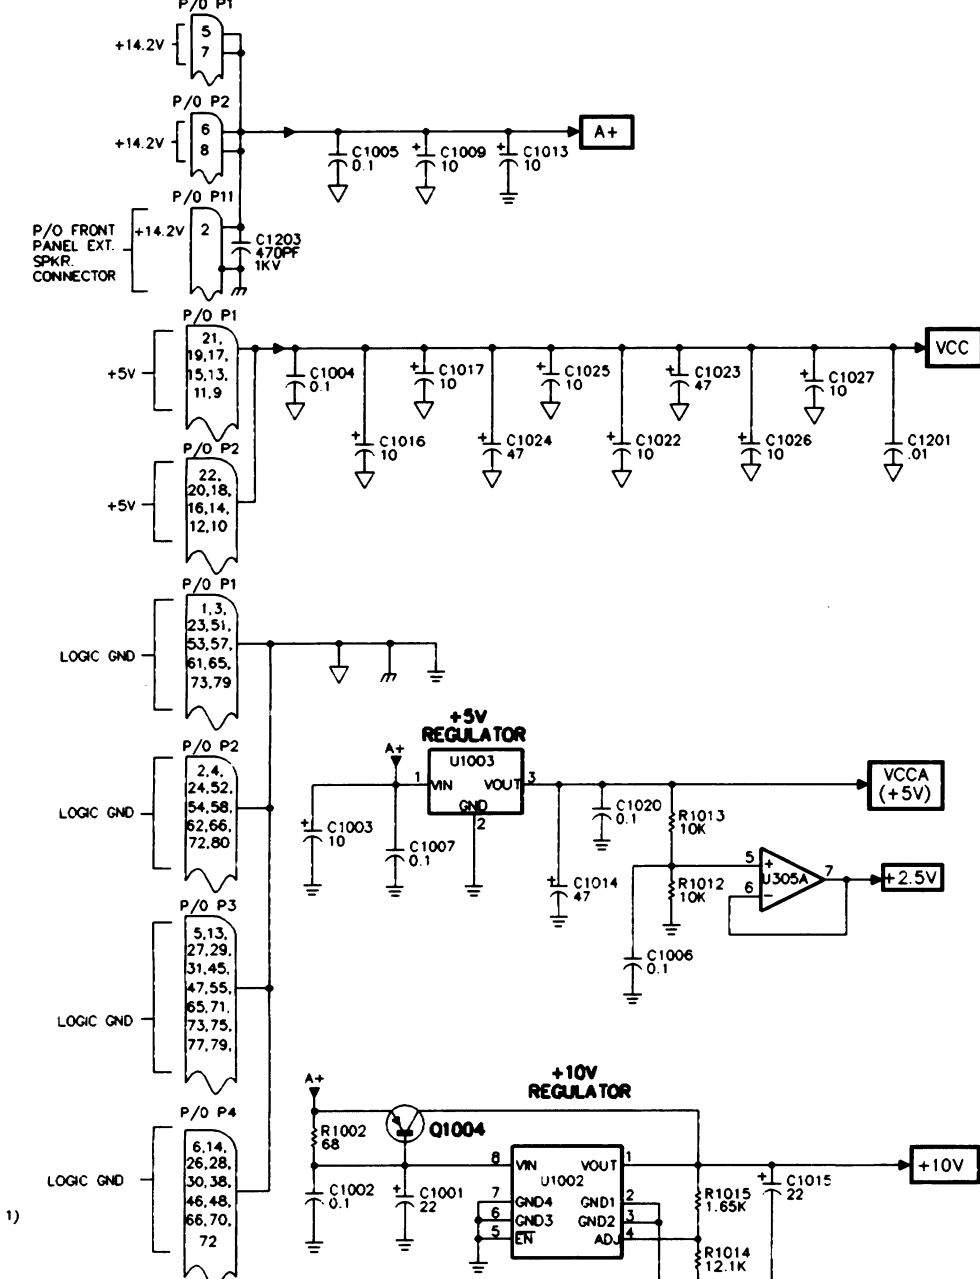 P/O P1
+14.2V
5
7
P/O P2
+14.2V
6
8
A+
C1005
0.1
+
C1009
10
+
C1013
10
P/O P11
P/O FRONT
PANEL EXT.
SPKR.
CONNECTOR
+14.2V
2
C1203
470PF
1KV
P/O P1
+5V
21,
19,17,
15,13,
11,9
VCC
C1004
0.1
+
C1016
10
+
C1017
10
+
C1024
47
+
C1025
10
+
C1022
10
+
C1023
47
+
C1026
10
+
C1027
10
C1201
.01
P/O P2
+5V
22,
20,18,
16,14,
12,10
P/O P1
LOGIC GND
1,3,
23,51,
53,57,
61,65,
73,79
P/O P2
LOGIC GND
2,4,
24,52,
54,58,
62,66,
72,80
+5V
REGULATOR
A+
U1003
1
VIN
VOUT
3
GND
2
+
C1003
10
C1007
0.1
+
C1014
47
C1020
0.1
R1013
10K
R1012
10K
C1006
0.1
VCCA
(+5V)
5
+
6
-
U305A
7
+2.5V
P/O P3
LOGIC GND
5,13,
27,29,
31,45,
47,55,
65,71,
73,75,
77,79,
P/O P4
LOGIC GND
6,14,
26,28,
30,38,
46,48,
66,70,
72
1)
+10V
REGULATOR
A+
Q1004
R1002
68
C1002
0.1
+
C1001
22
8
VIN
VOUT
1
U1002
7
GND4
GND1
2
6
GND3
GND2
3
5
EN
ADJ
4
R1015
1.65K
R1014
12.1K
+
C1015
22
+10V